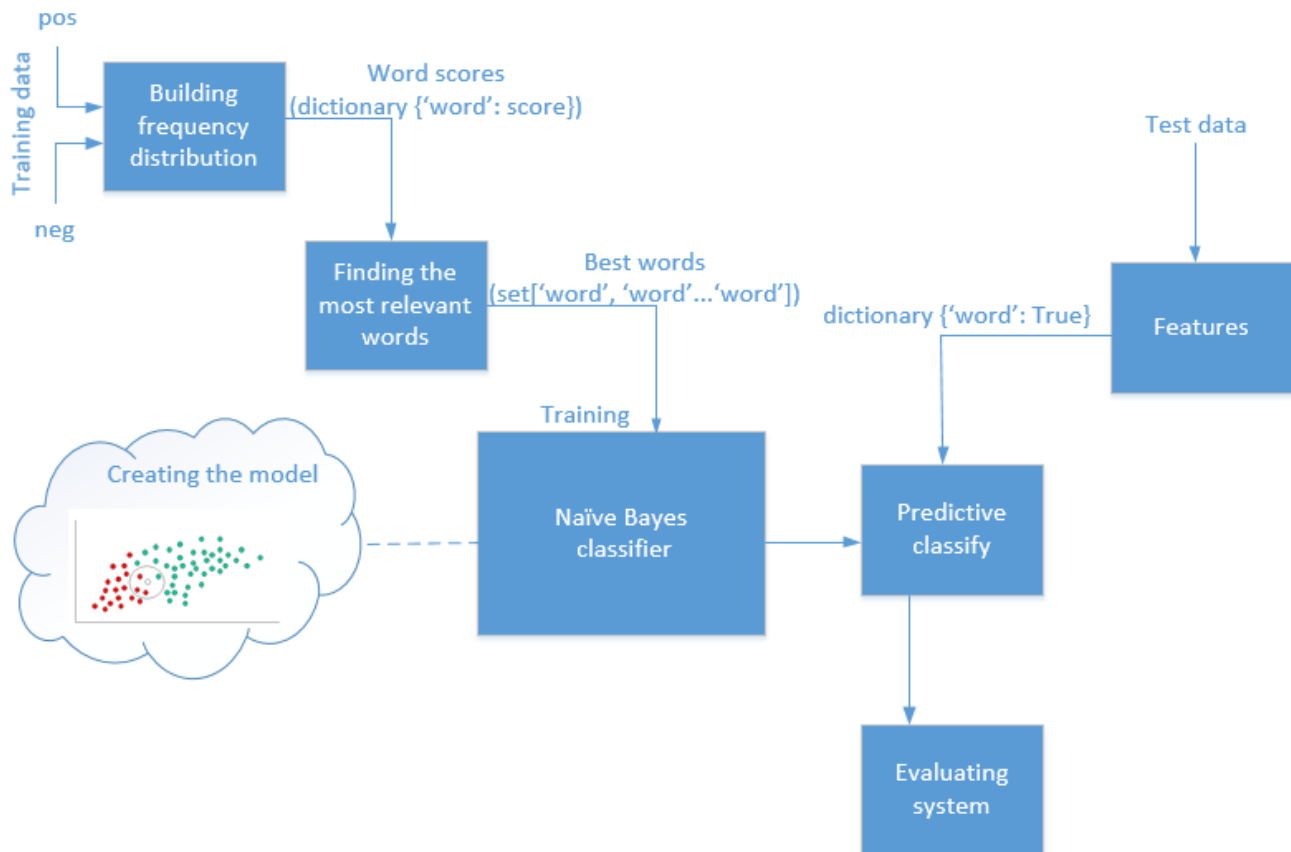 pos
Training data
neg
Building
frequency
distribution
Word scores
(dictionary {‘word’: score})
Finding the
most relevant
words
Best words
(set[‘word’, ‘word’...‘word’])
Training
Creating the model
Naïve Bayes
classifier
Test data
Features
dictionary {‘word’: True}
Predictive
classify
Evaluating
system